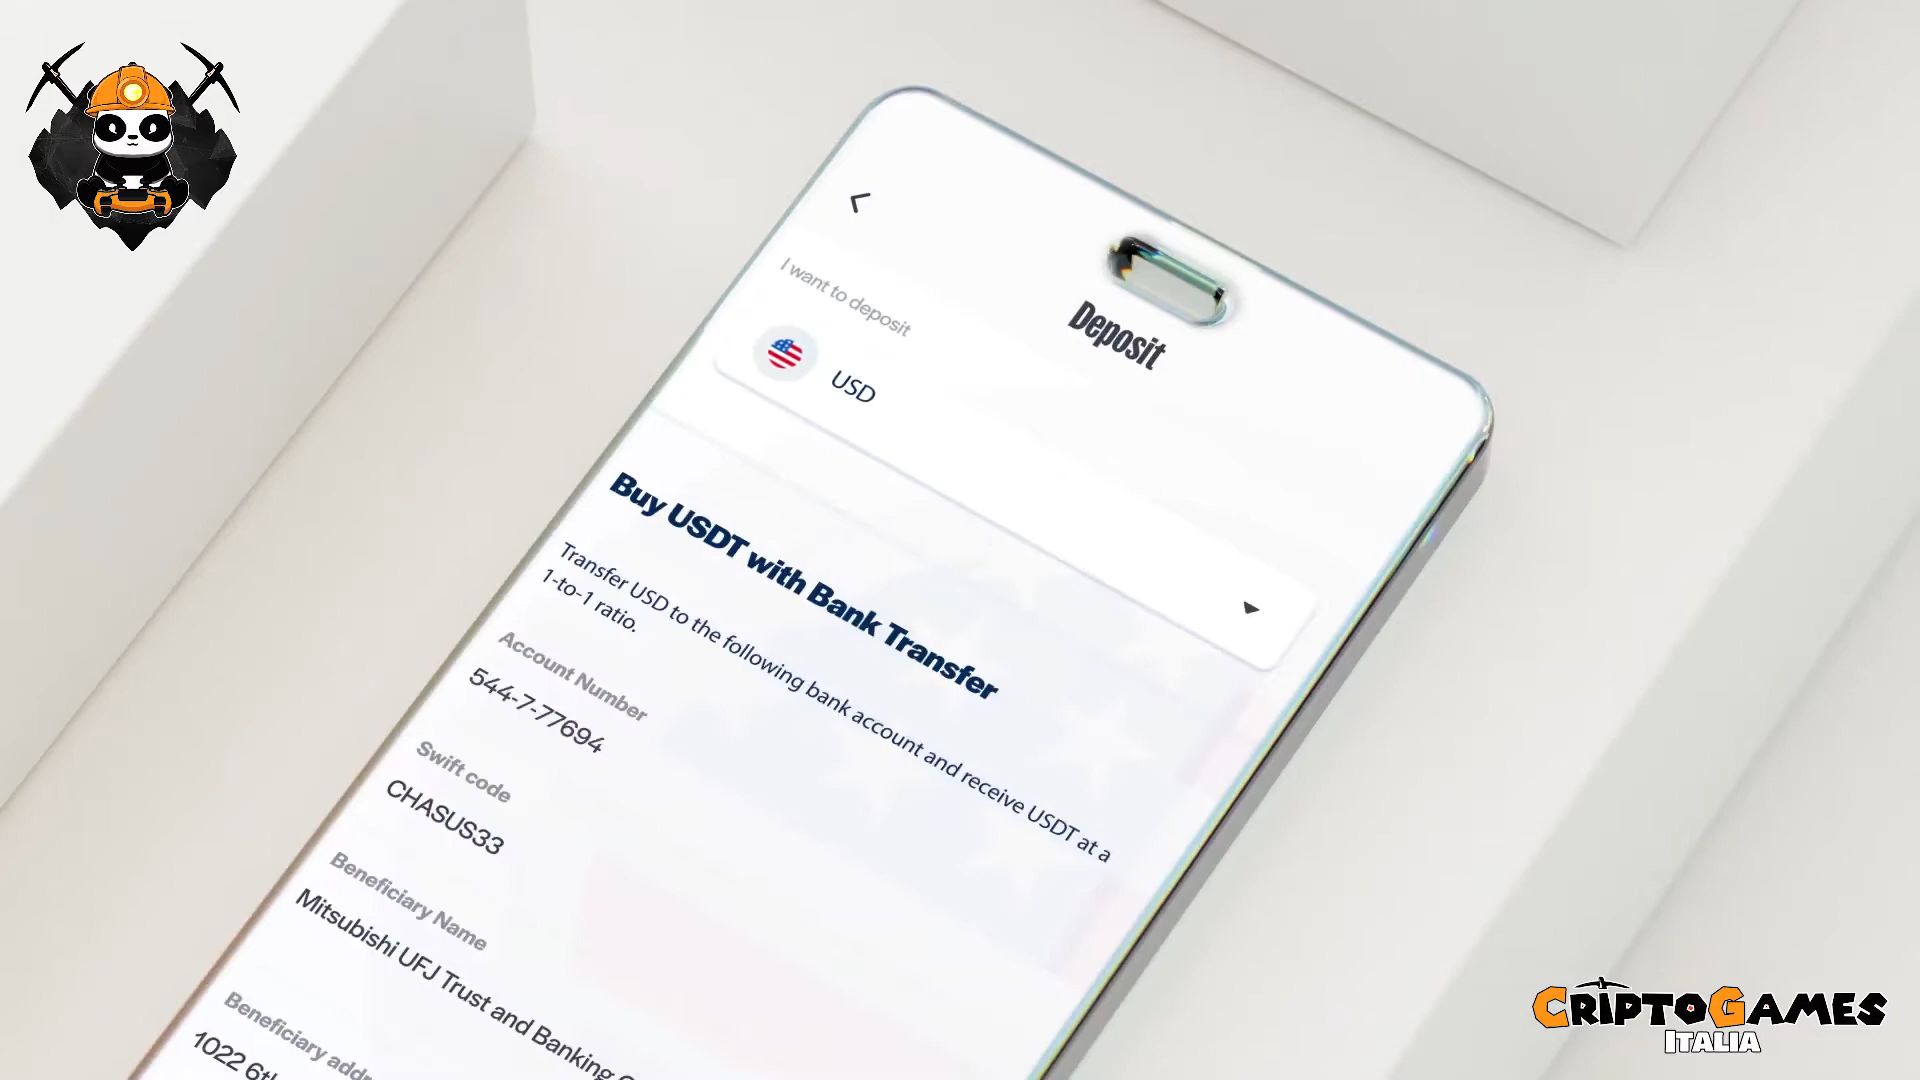 Deposit
I want to deposit
USD
Buy USDT with Bank Transfer
Transfer USD to the following bank account and receive USDT at a
1-to-1 ratio.
Account Number
544-7-77694
Swift code
CHASUS33
Beneficiary Name
Mitsubishi UFJ Trust and Banking
Beneficiary
1022
CRIPTOGAMES
ITALIA